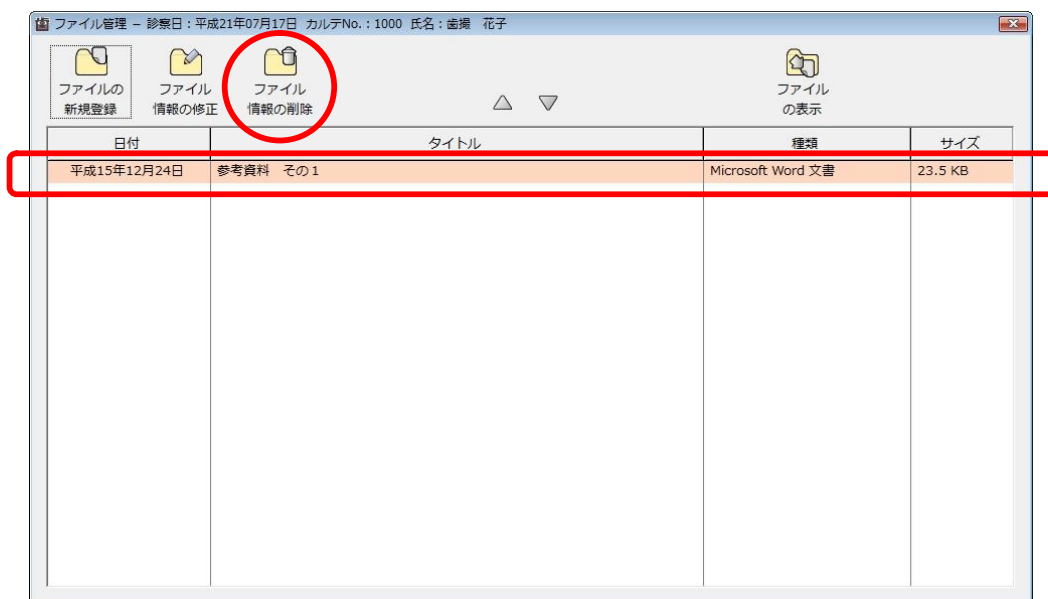 ファイル管理 – 診察日：平成21年07月17日 カルテNo.：1000 氏名：歯撮 花子
ファイルの
新規登録
ファイル
情報の修正
ファイル
情報の削除
ファイル
の表示
日付 タイトル 種類 サイズ
平成15年12月24日 参考資料 その１ Microsoft Word 文書 23.5 KB